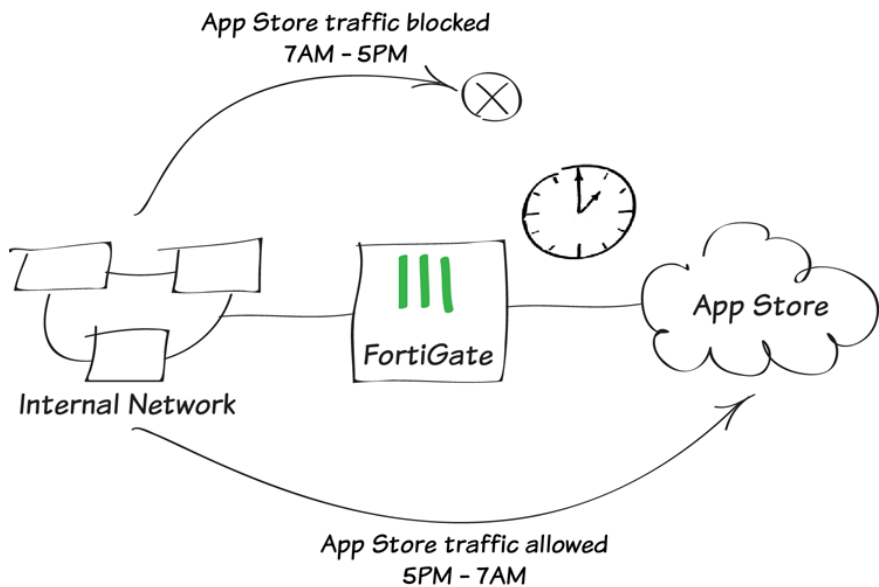 App Store traffic blocked
7AM - 5PM
App Store
FortiGate
Internal Network
App Store traffic allowed
5PM - 7AM